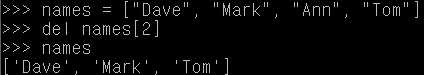 >>> names = ["Dave", "Mark", "Ann", "Tom"]
>>> del names[2]
>>> names
['Dave', 'Mark', 'Tom']